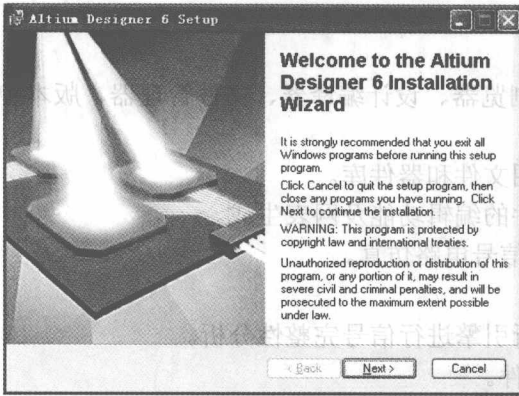 Altium Designer 6 Setup
Welcome to the Altium
Designer 6 Installation
Wizard
It is strongly recommended that you exit all
Windows programs before running this setup
program.
Click Cancel to quit the setup program, then
close any programs you have running. Click
Next to continue the installation.
WARNING: This program is protected by
copyright law and international treaties.
Unauthorized reproduction or distribution of this
program, or any portion of it, may result in
severe civil and criminal penalties, and will be
prosecuted to the maximum extent possible
under law.
< Back
Next >
Cancel